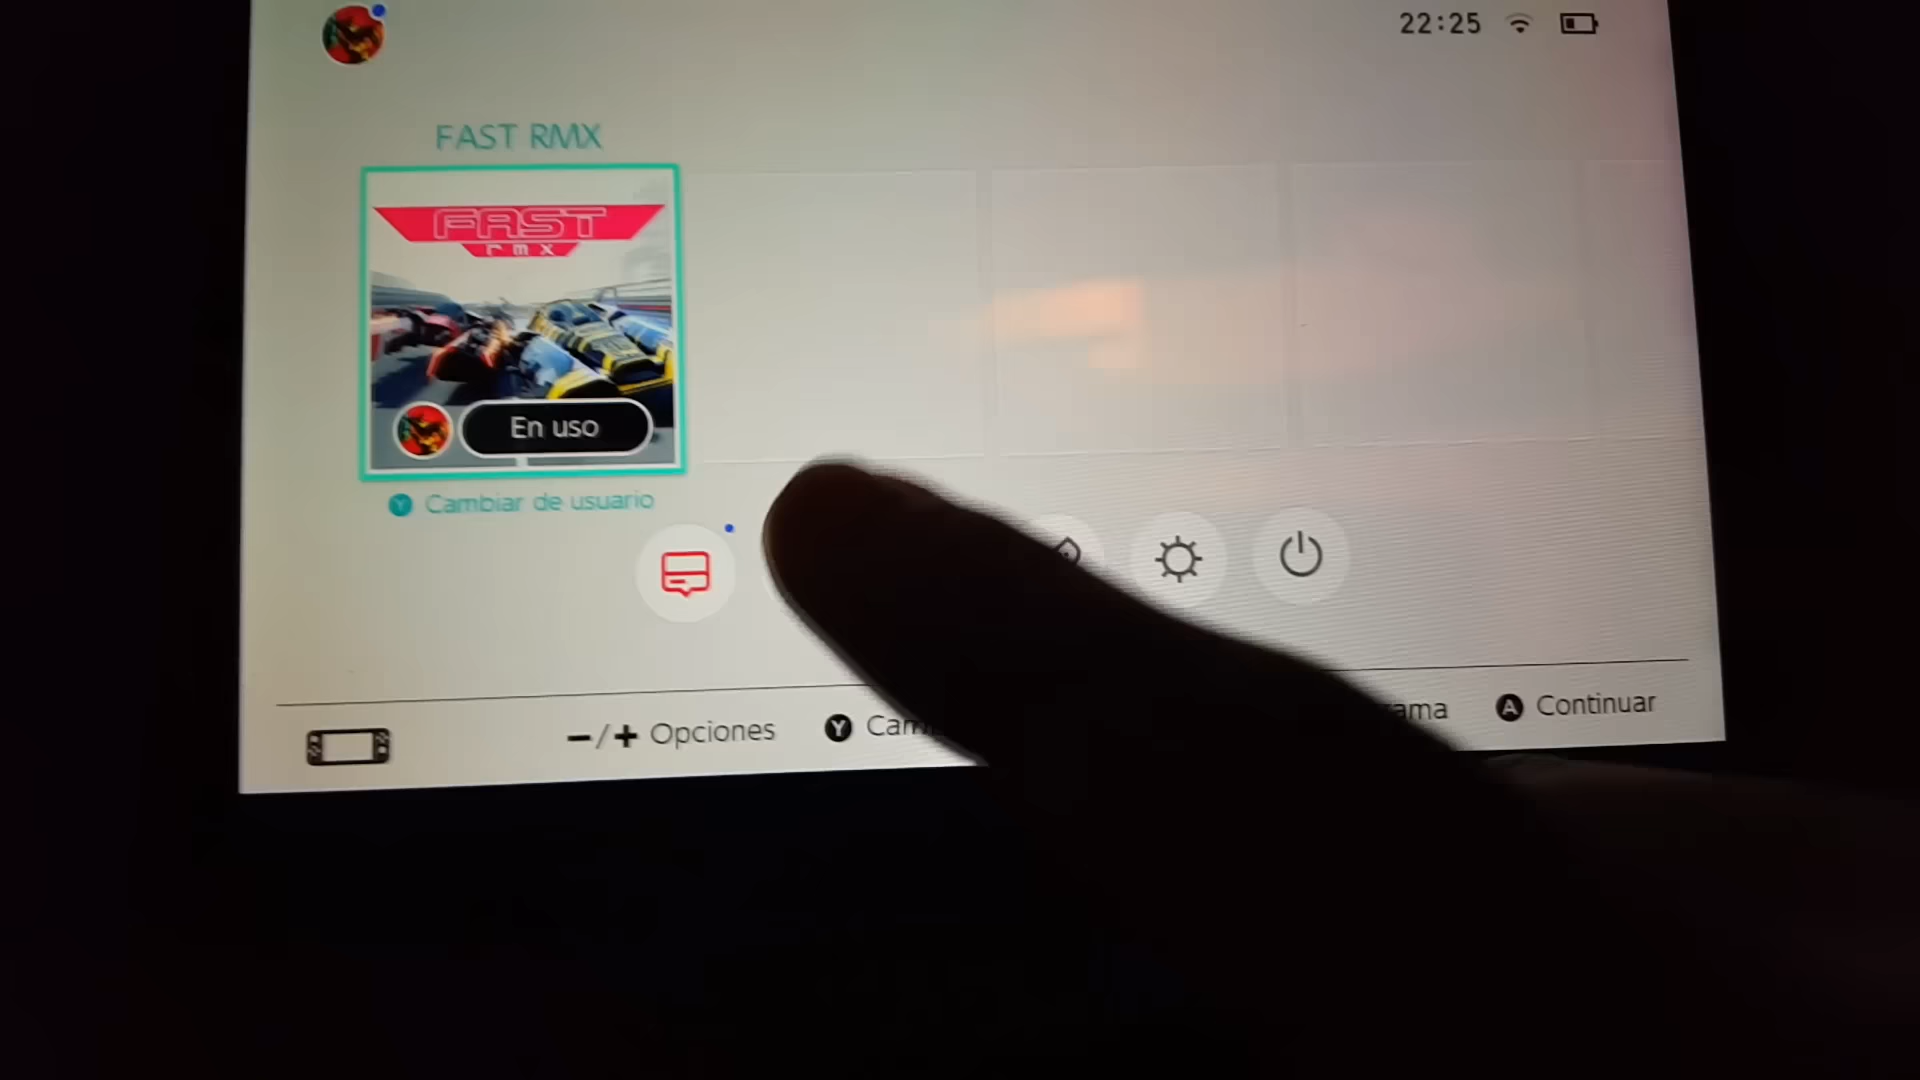 22:25
FAST RMX
FAST
rmx
En uso
Y Cambiar de usuario
-/+ Opciones
Y
A Continuar